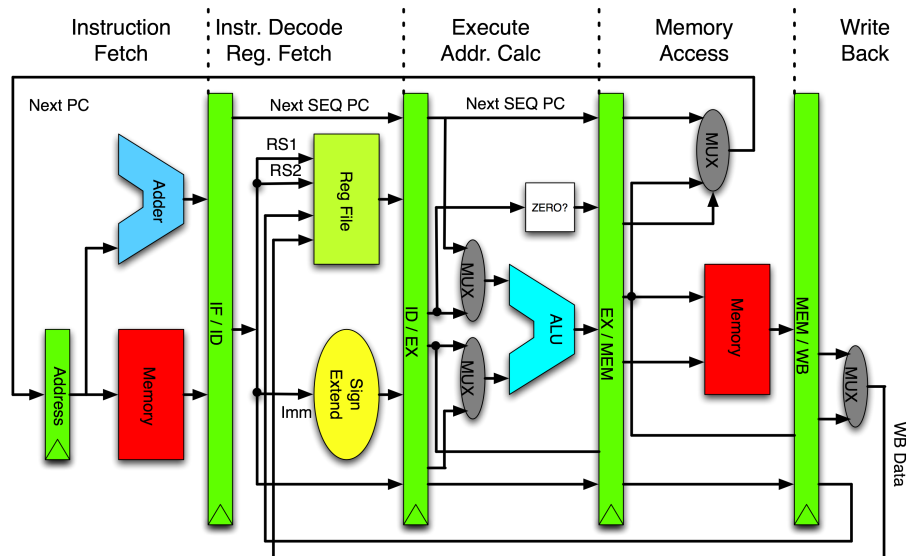 Instruction
Fetch
Instr. Decode
Reg. Fetch
Execute
Addr. Calc
Memory
Access
Write
Back
Next PC
Next SEQ PC
Next SEQ PC
RS1
RS2
Adder
Reg File
ZERO?
MUX
MUX
MUX
MUX
ALU
IF / ID
ID / EX
EX / MEM
MEM / WB
Address
Memory
Sign
Extend
Imm
Memory
WB Data